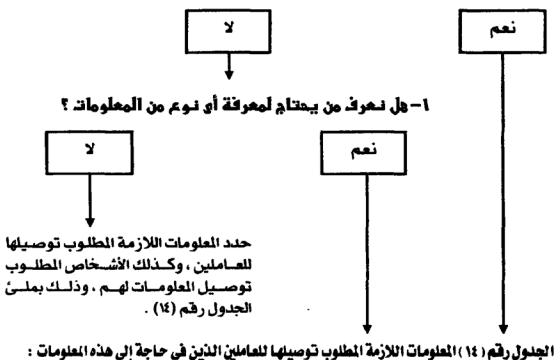 نعم
لا
١- هل نعرف من يحتاج لمعرفة أى نوع من المعلومات ؟
نعم
لا
حدد المعلومات اللازمة المطلوب توصيلها
للعاملين ، وكذلك الأشخاص المطلوب
توصيل المعلومات لهم ، وذلك بملئ
الجدول رقم (١٤) .
الجدول رقم (١٤) المعلومات اللازمة المطلوب توصيلها للعاملين الذين في حاجة إلى هذه المعلومات :